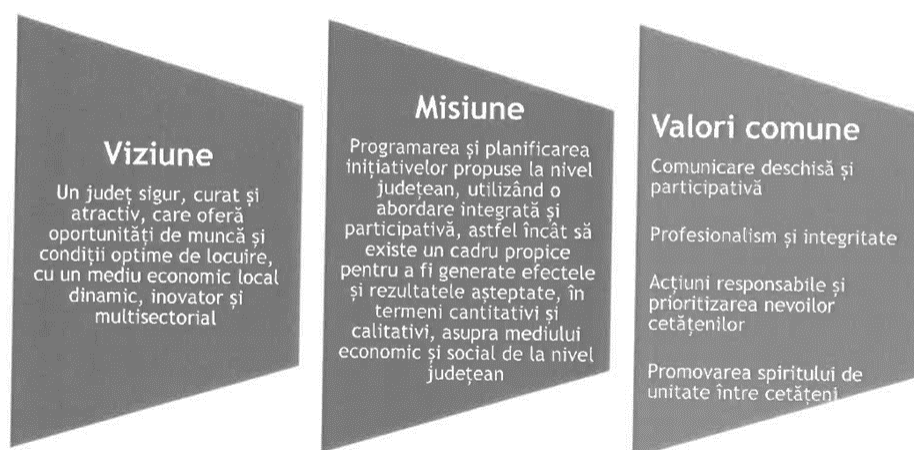 Viziune
Un județ sigur, curat și
atractiv, care oferă
oportunități de muncă și
condiții optime de locuire,
cu un mediu economic local
dinamic, inovator și
multisectorial
Misiune
Programarea și planificarea
inițiativelor propuse la nivel
județean, utilizând o
abordare integrată și
participativă, astfel încât să
existe un cadru propice
pentru a fi generate efectele
și rezultatele așteptate, în
termeni cantitativi și
calitativi, asupra mediului
economic și social de la nivel
județean
Valori comune
Comunicare deschisă și
participativă
Profesionalism și integritate
Acțiuni responsabile și
prioritizarea nevoilor
cetățenilor
Promovarea spiritului de
unitate între cetățeni